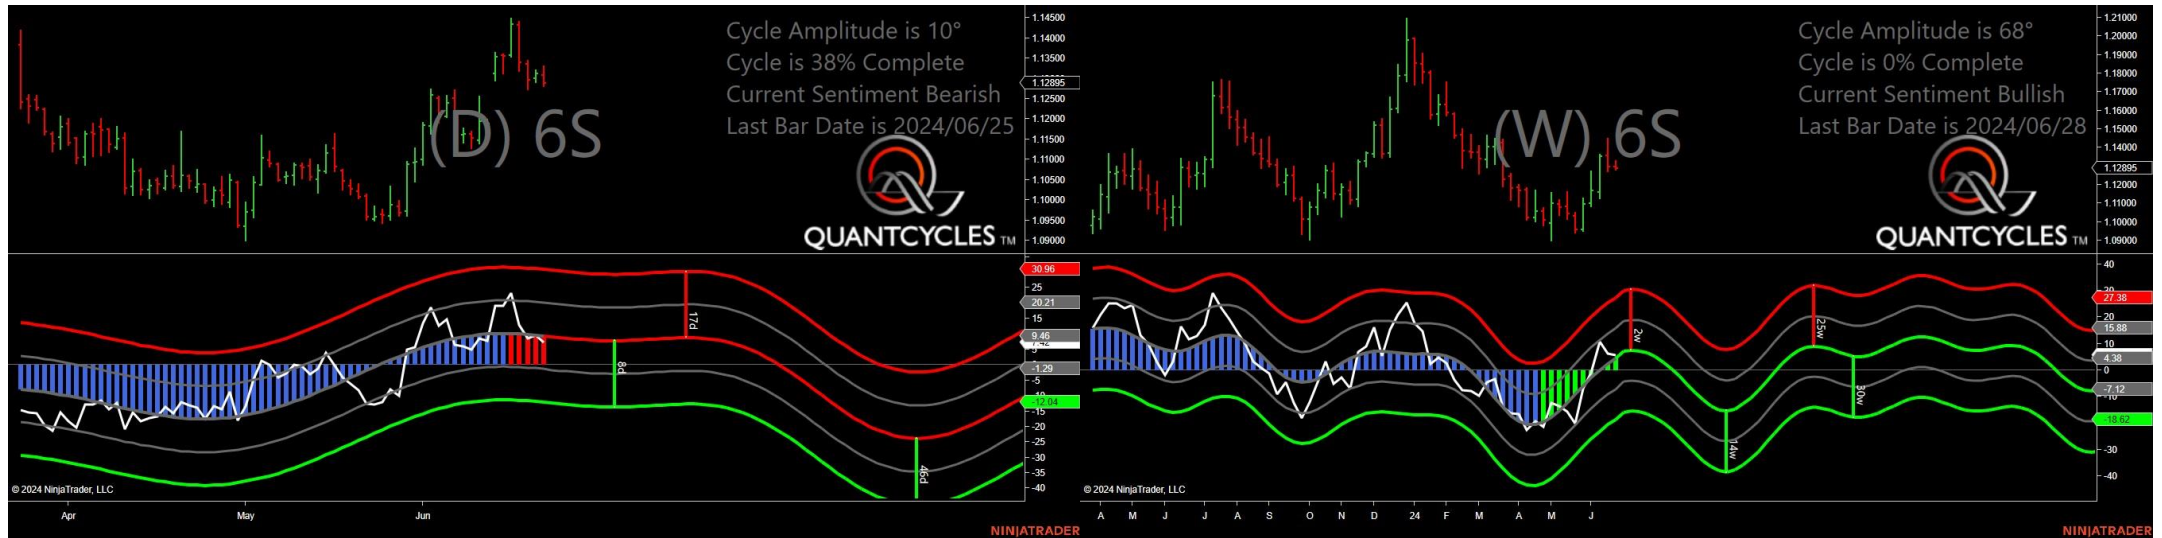 Cycle Amplitude is 10°
Cycle is 38% Complete
Current Sentiment Bearish
Last Bar Date is 2024/06/25
(D) 6S
QUANTCYCLES TM
1.14500
1.14000
1.13500
1.12895
1.12500
1.12000
1.11500
1.11000
1.10500
1.10000
1.09500
1.09000
30.96
25
20.21
15
9.46
5
-1.29
-5
-12.04
-15
-20
-25
-30
-35
-40
17d
8d
46d
© 2024 NinjaTrader, LLC
Apr May Jun
NINJATRADER
Cycle Amplitude is 68°
Cycle is 0% Complete
Current Sentiment Bullish
Last Bar Date is 2024/06/28
(W) 6S
QUANTCYCLES TM
1.21000
1.20000
1.19000
1.18000
1.17000
1.16000
1.15000
1.14000
1.12895
1.12000
1.11000
1.10000
1.09000
40
27.38
20
15.88
10
4.38
0
-7.12
-10
-18.62
-30
-40
2w
25w
14w
30w
© 2024 NinjaTrader, LLC
A M J J A S O N D 24 F M A M J
NINJATRADER